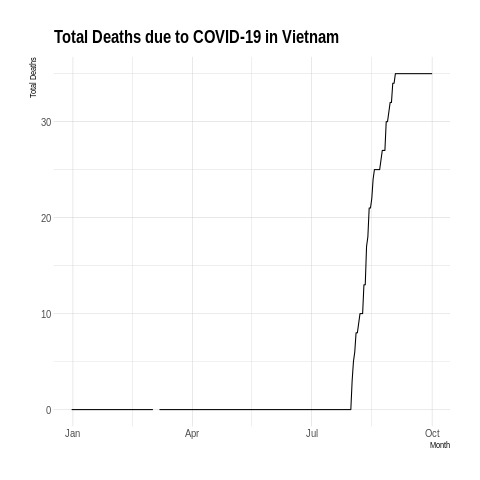 Total Deaths due to COVID-19 in Vietnam
Total Deaths
30
20
10
0
Jan Apr Jul Oct
Month